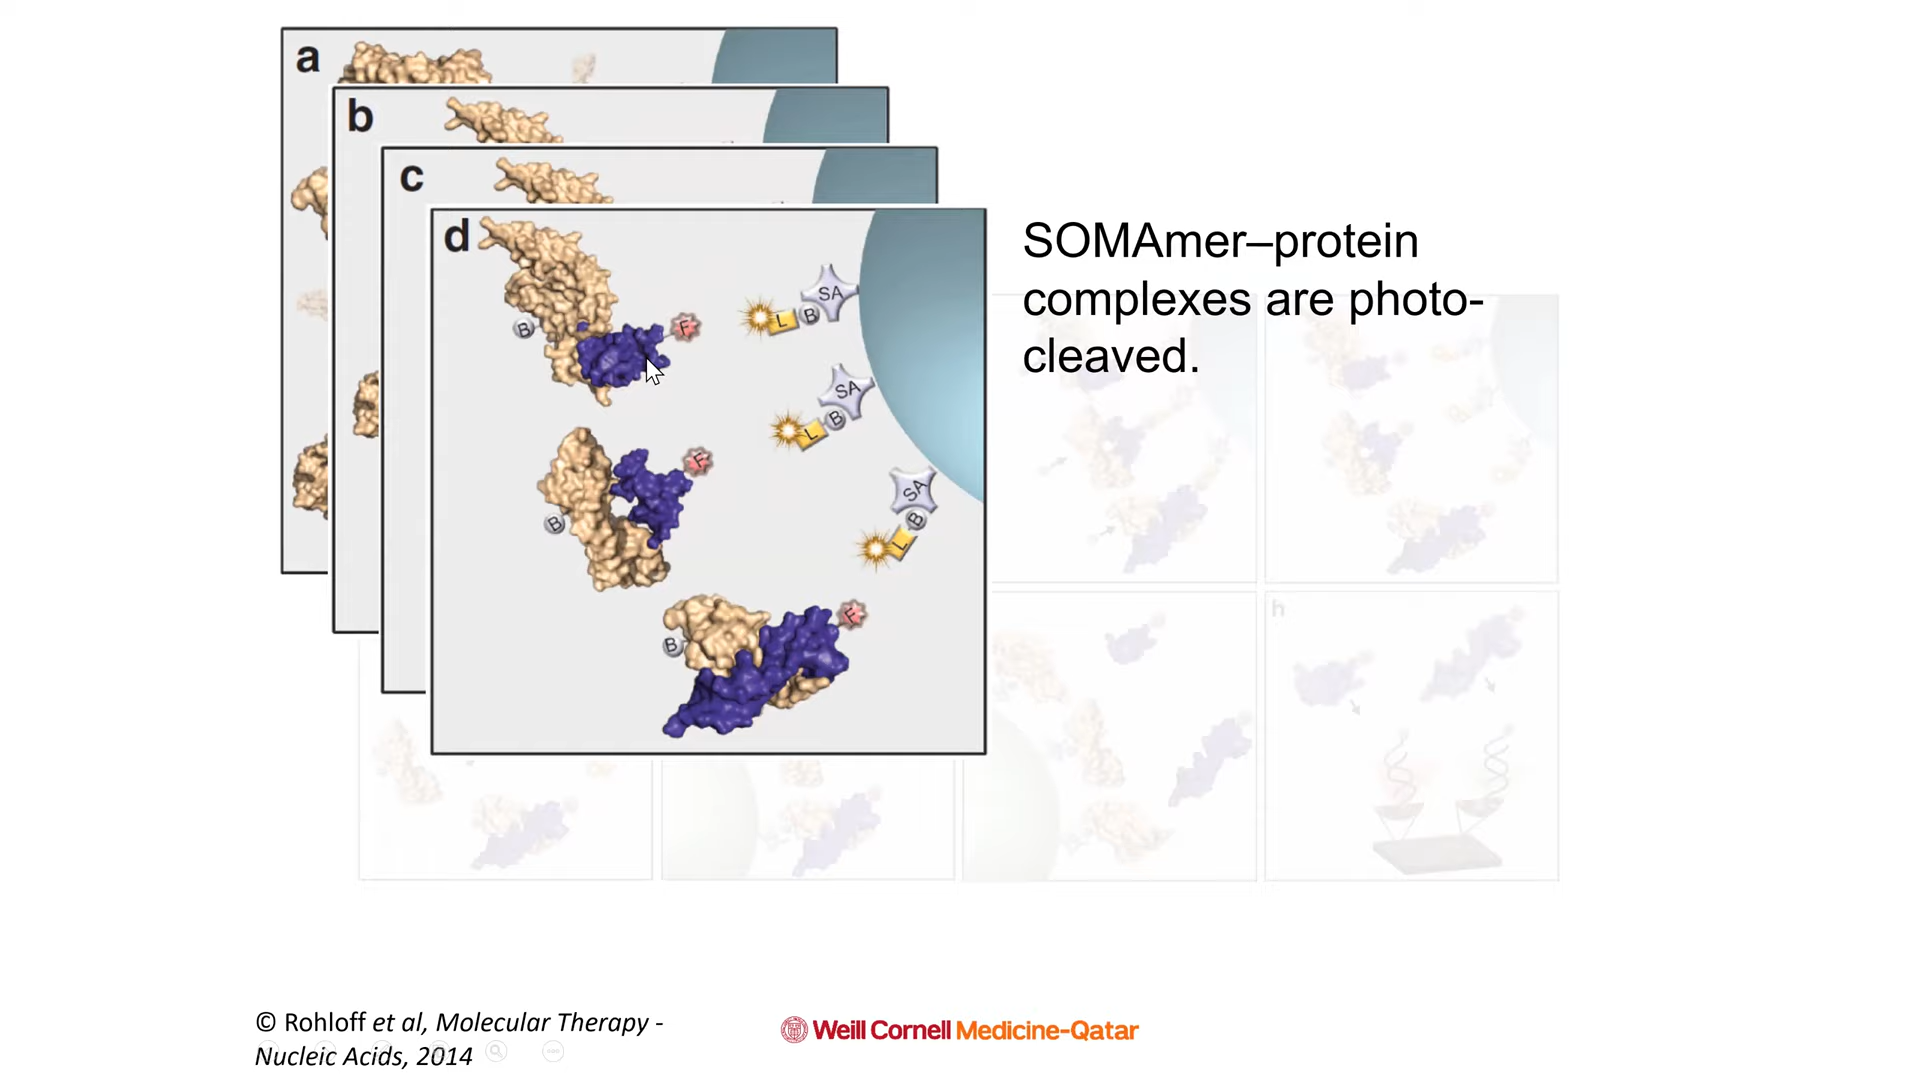 a
b
c
d
SOMAmer–protein
complexes are photo-
cleaved.
B
F
L
B
SA
L
B
SA
B
F
L
B
SA
B
F
h
© Rohloff et al, Molecular Therapy -
Nucleic Acids, 2014
Weill Cornell Medicine-Qatar